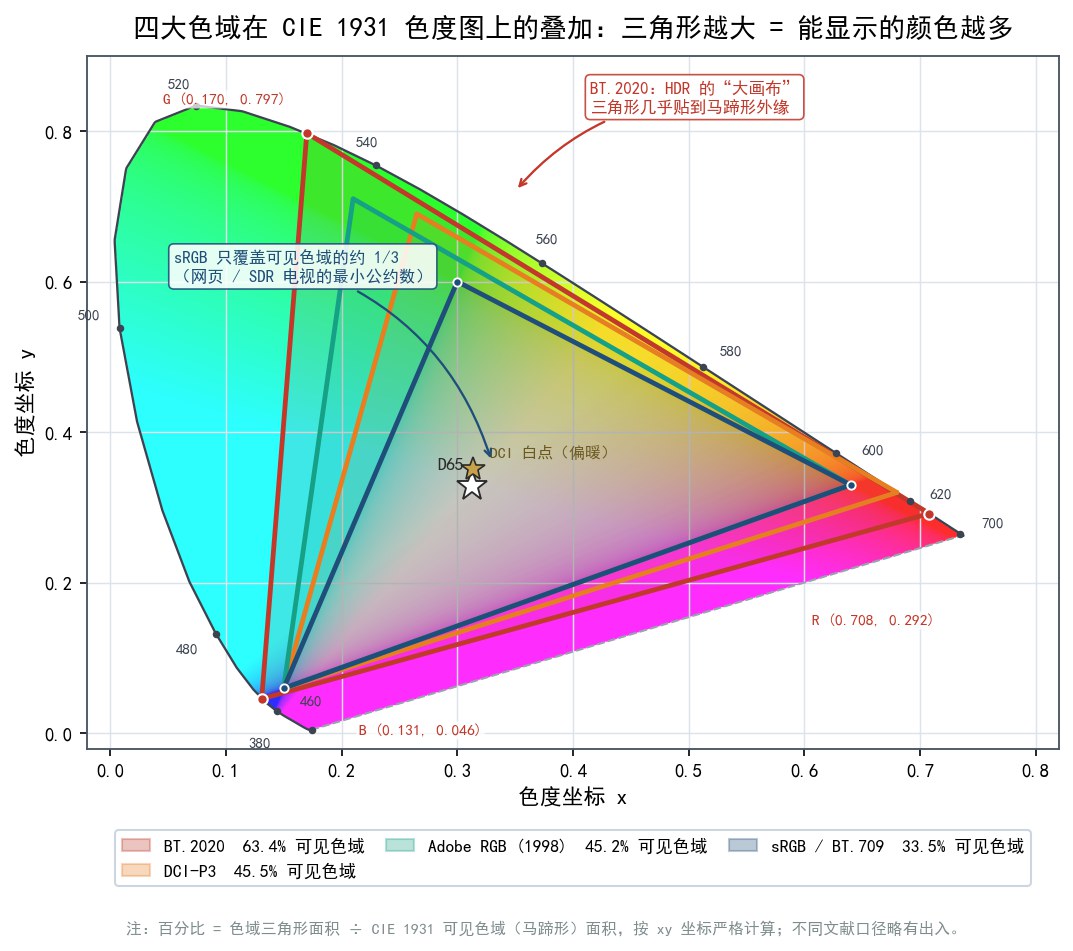 四大色域在 CIE 1931 色度图上的叠加：三角形越大 = 能显示的颜色越多
520
G (0.170, 0.797)
BT.2020：HDR 的“大画布”
三角形几乎贴到马蹄形外缘
540
560
sRGB 只覆盖可见色域的约 1/3
（网页 / SDR 电视的最小公约数）
500
580
DCI 白点（偏暖）
D65
600
620
700
R (0.708, 0.292)
480
460
B (0.131, 0.046)
380
0.8
0.6
0.4
0.2
0.0
色度坐标 y
0.0 0.1 0.2 0.3 0.4 0.5 0.6 0.7 0.8
色度坐标 x
BT.2020 63.4% 可见色域 Adobe RGB (1998) 45.2% 可见色域 sRGB / BT.709 33.5% 可见色域
DCI-P3 45.5% 可见色域
注：百分比 = 色域三角形面积 ÷ CIE 1931 可见色域（马蹄形）面积，按 xy 坐标严格计算；不同文献口径略有出入。